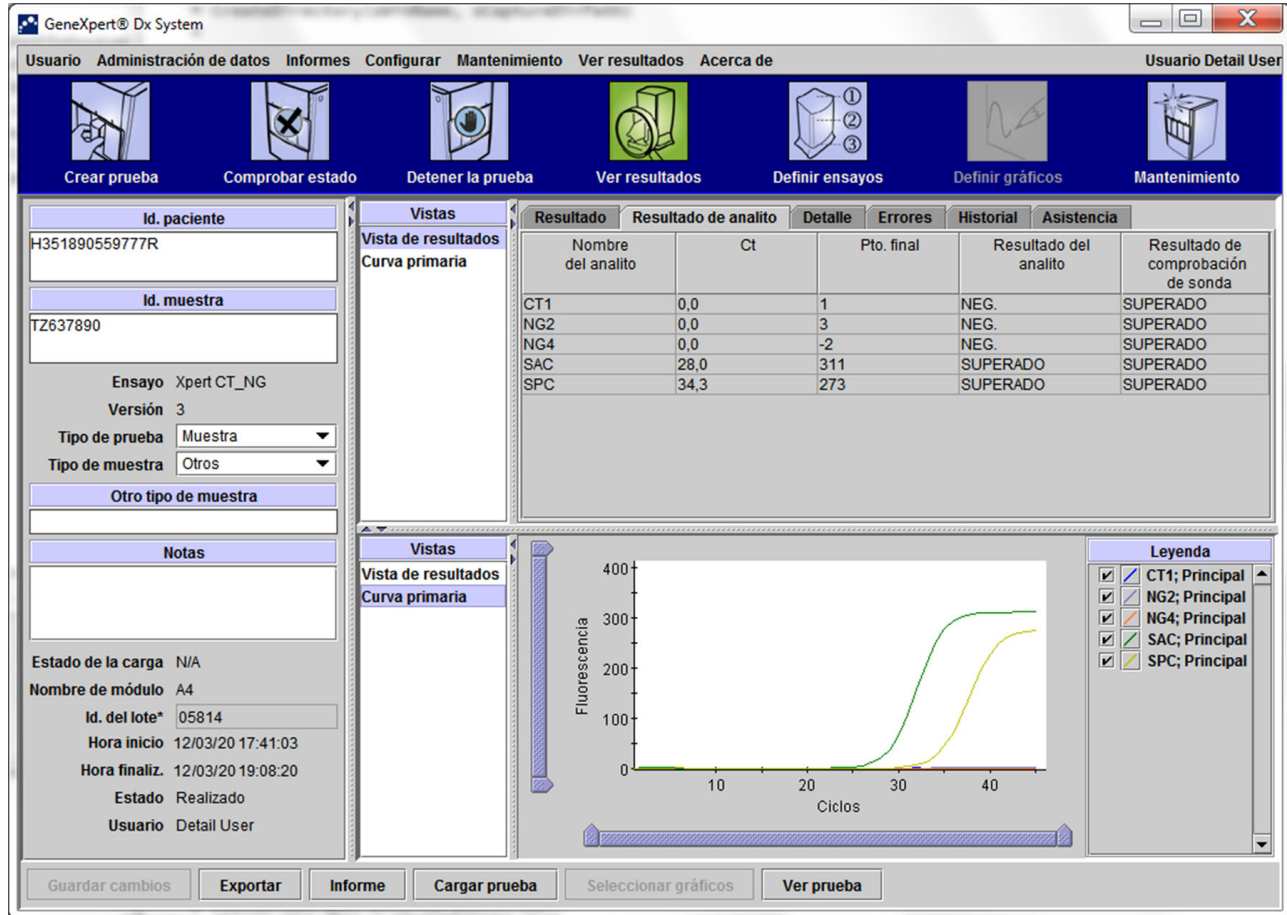 GeneXpert® Dx System
Usuario Administración de datos Informes Configurar Mantenimiento Ver resultados Acerca de Usuario Detail User
Crear prueba Comprobar estado Detener la prueba Ver resultados Definir ensayos Definir gráficos Mantenimiento
① ② ③
Id. paciente
H351890559777R
Id. muestra
TZ637890
Ensayo Xpert CT_NG
Versión 3
Tipo de prueba Muestra
Tipo de muestra Otros
Otro tipo de muestra
Notas
Estado de la carga N/A
Nombre de módulo A4
Id. del lote* 05814
Hora inicio 12/03/20 17:41:03
Hora finaliz. 12/03/20 19:08:20
Estado Realizado
Usuario Detail User
Vistas
Vista de resultados
Curva primaria
Resultado Resultado de analito Detalle Errores Historial Asistencia
Nombre del analito Ct Pto. final Resultado del analito Resultado de comprobación de sonda
CT1 0,0 1 NEG. SUPERADO
NG2 0,0 3 NEG. SUPERADO
NG4 0,0 -2 NEG. SUPERADO
SAC 28,0 311 SUPERADO SUPERADO
SPC 34,3 273 SUPERADO SUPERADO
Vistas
Vista de resultados
Curva primaria
Fluorescencia
400
300
200
100
0
10 20 30 40
Ciclos
Leyenda
CT1; Principal
NG2; Principal
NG4; Principal
SAC; Principal
SPC; Principal
Guardar cambios Exportar Informe Cargar prueba Seleccionar gráficos Ver prueba